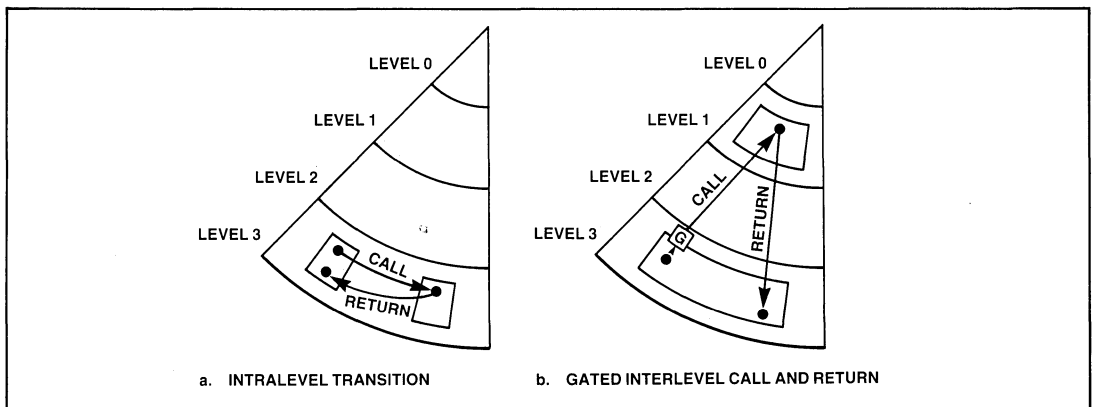 LEVEL 0
LEVEL 1
LEVEL 2
LEVEL 3
CALL
RETURN
a. INTRALEVEL TRANSITION
LEVEL 0
LEVEL 1
LEVEL 2
LEVEL 3
CALL
RETURN
G
b. GATED INTERLEVEL CALL AND RETURN